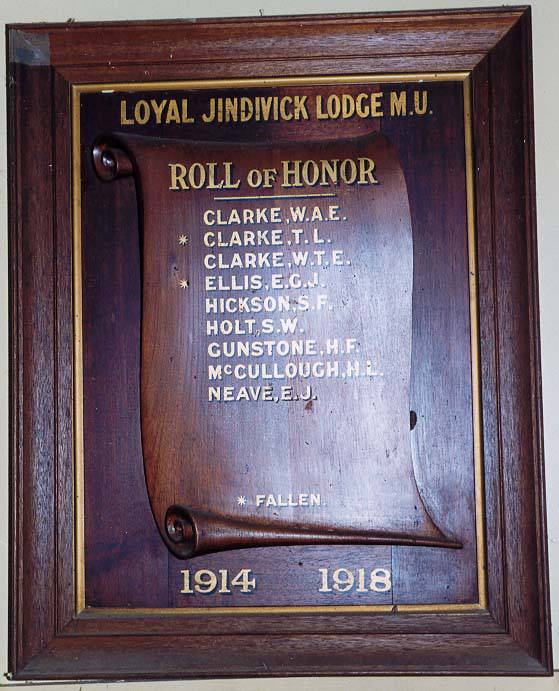 LOYAL JINDIVICK LODGE M.U.
ROLL OF HONOR
CLARKE, W.A.E.
* CLARKE, T.L.
CLARKE, W.T.E.
* ELLIS, E.G.J.
HICKSON, S.F.
HOLT, S.W.
GUNSTONE, H.F.
McCULLOUGH, H.L.
NEAVE, E.J.
* FALLEN.
1914 1918